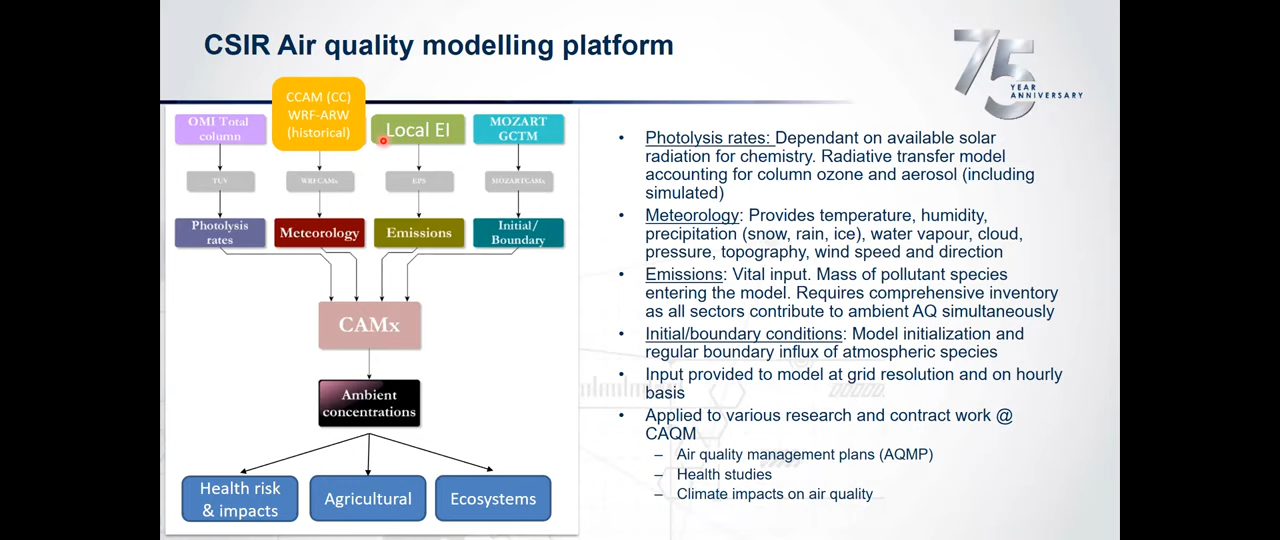 CSIR Air quality modelling platform
75
YEAR
ANNIVERSARY
OMI Total
column
CCAM (CC)
WRF-ARW
(historical)
Local EI
MOZART
GCTM
TUV
WRFCAMx
EPS
MOZARTCAMx
Photolysis
rates
Meteorology
Emissions
Initial/
Boundary
CAMx
Ambient
concentrations
Health risk
& impacts
Agricultural
Ecosystems
• Photolysis rates: Dependant on available solar
radiation for chemistry. Radiative transfer model
accounting for column ozone and aerosol (including
simulated)
• Meteorology: Provides temperature, humidity,
precipitation (snow, rain, ice), water vapour, cloud,
pressure, topography, wind speed and direction
• Emissions: Vital input. Mass of pollutant species
entering the model. Requires comprehensive inventory
as all sectors contribute to ambient AQ simultaneously
• Initial/boundary conditions: Model initialization and
regular boundary influx of atmospheric species
• Input provided to model at grid resolution and on hourly
basis
• Applied to various research and contract work @
CAQM
– Air quality management plans (AQMP)
– Health studies
– Climate impacts on air quality